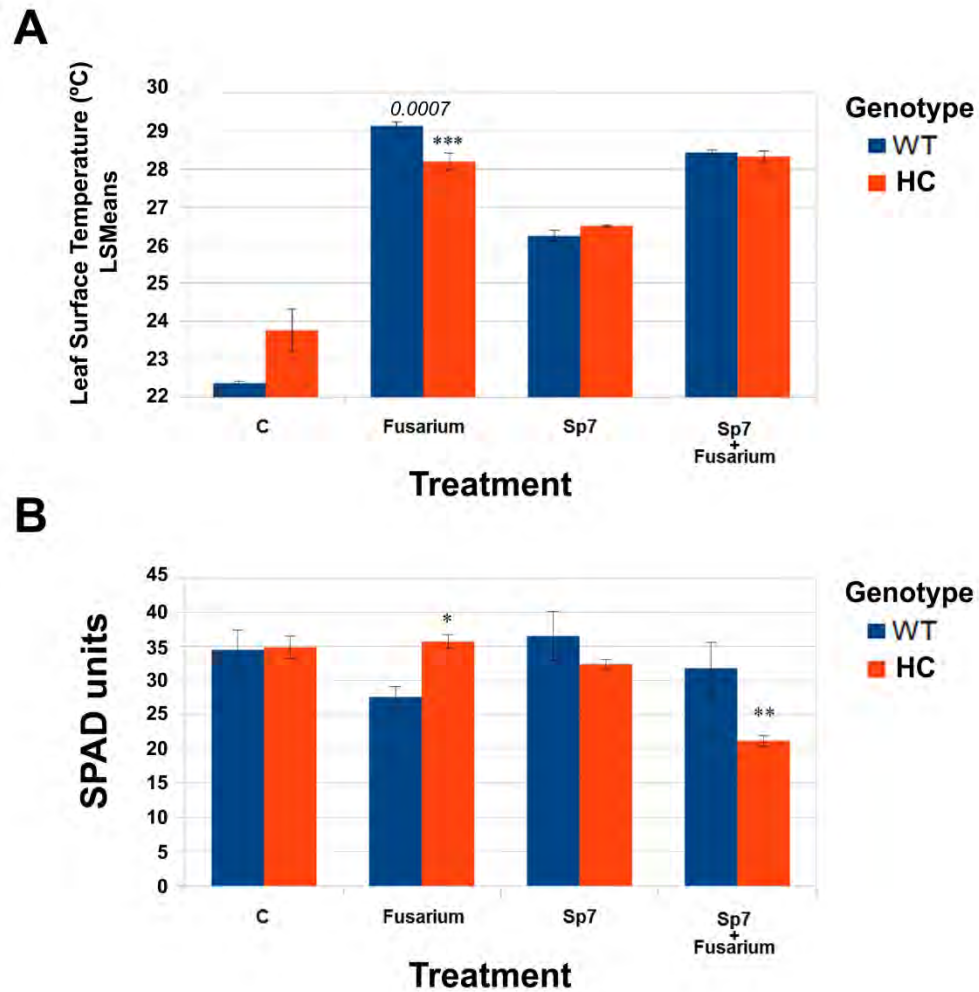 A
Leaf Surface Temperature (ºC)
LSMeans
30
29
28
27
26
25
24
23
22
0.0007
***
C
Fusarium
Sp7
Sp7
+
Fusarium
Treatment
Genotype
WT
HC
B
SPAD units
45
40
35
30
25
20
15
10
5
0
*
**
C
Fusarium
Sp7
Sp7
+
Fusarium
Treatment
Genotype
WT
HC